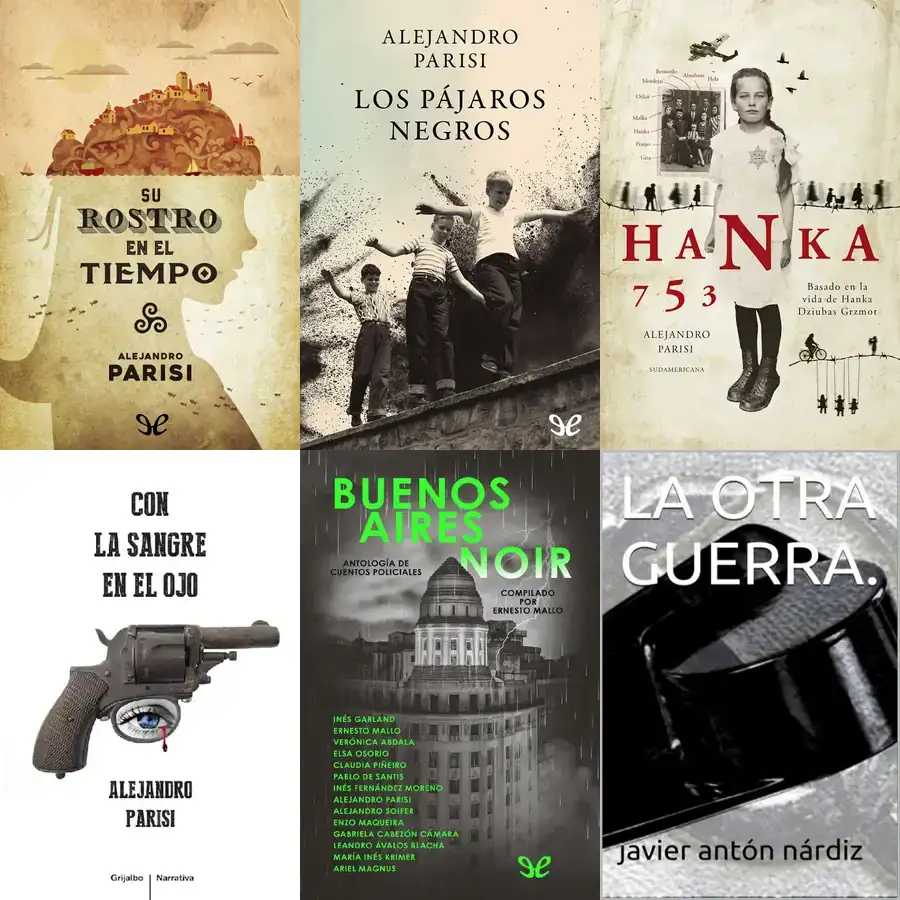 SU
ROSTRO
EN EL
TIEMPO
ALEJANDRO
PARISI
ALEJANDRO
PARISI
LOS PÁJAROS
NEGROS
Bernardo
Abraham
Hela
Mordejai
Oskar
Malka
Hanka
Gita
HANKA
753
Basado en la
vida de Hanka
Dziubas Grzmot
ALEJANDRO
PARISI
SUDAMERICANA
CON
LA SANGRE
EN EL OJO
ALEJANDRO
PARISI
Grijalbo | Narrativa
BUENOS
AIRES
NOIR
ANTOLOGÍA DE
CUENTOS POLICIALES
COMPILADO
POR
ERNESTO MALLO
INÉS GARLAND
ERNESTO MALLO
VERÓNICA ABDALA
ELSA OSORIO
CLAUDIA PIÑEIRO
PABLO DE SANTIS
INÉS FERNÁNDEZ MORENO
ALEJANDRO PARISI
ALEJANDRO SOIFER
ENZO MAQUEIRA
GABRIELA CABEZÓN CÁMARA
LEANDRO ÁVALOS BLACHA
MARÍA INÉS KRIMER
ARIEL MAGNUS
LA OTRA
GUERRA.
javier antón nárdiz